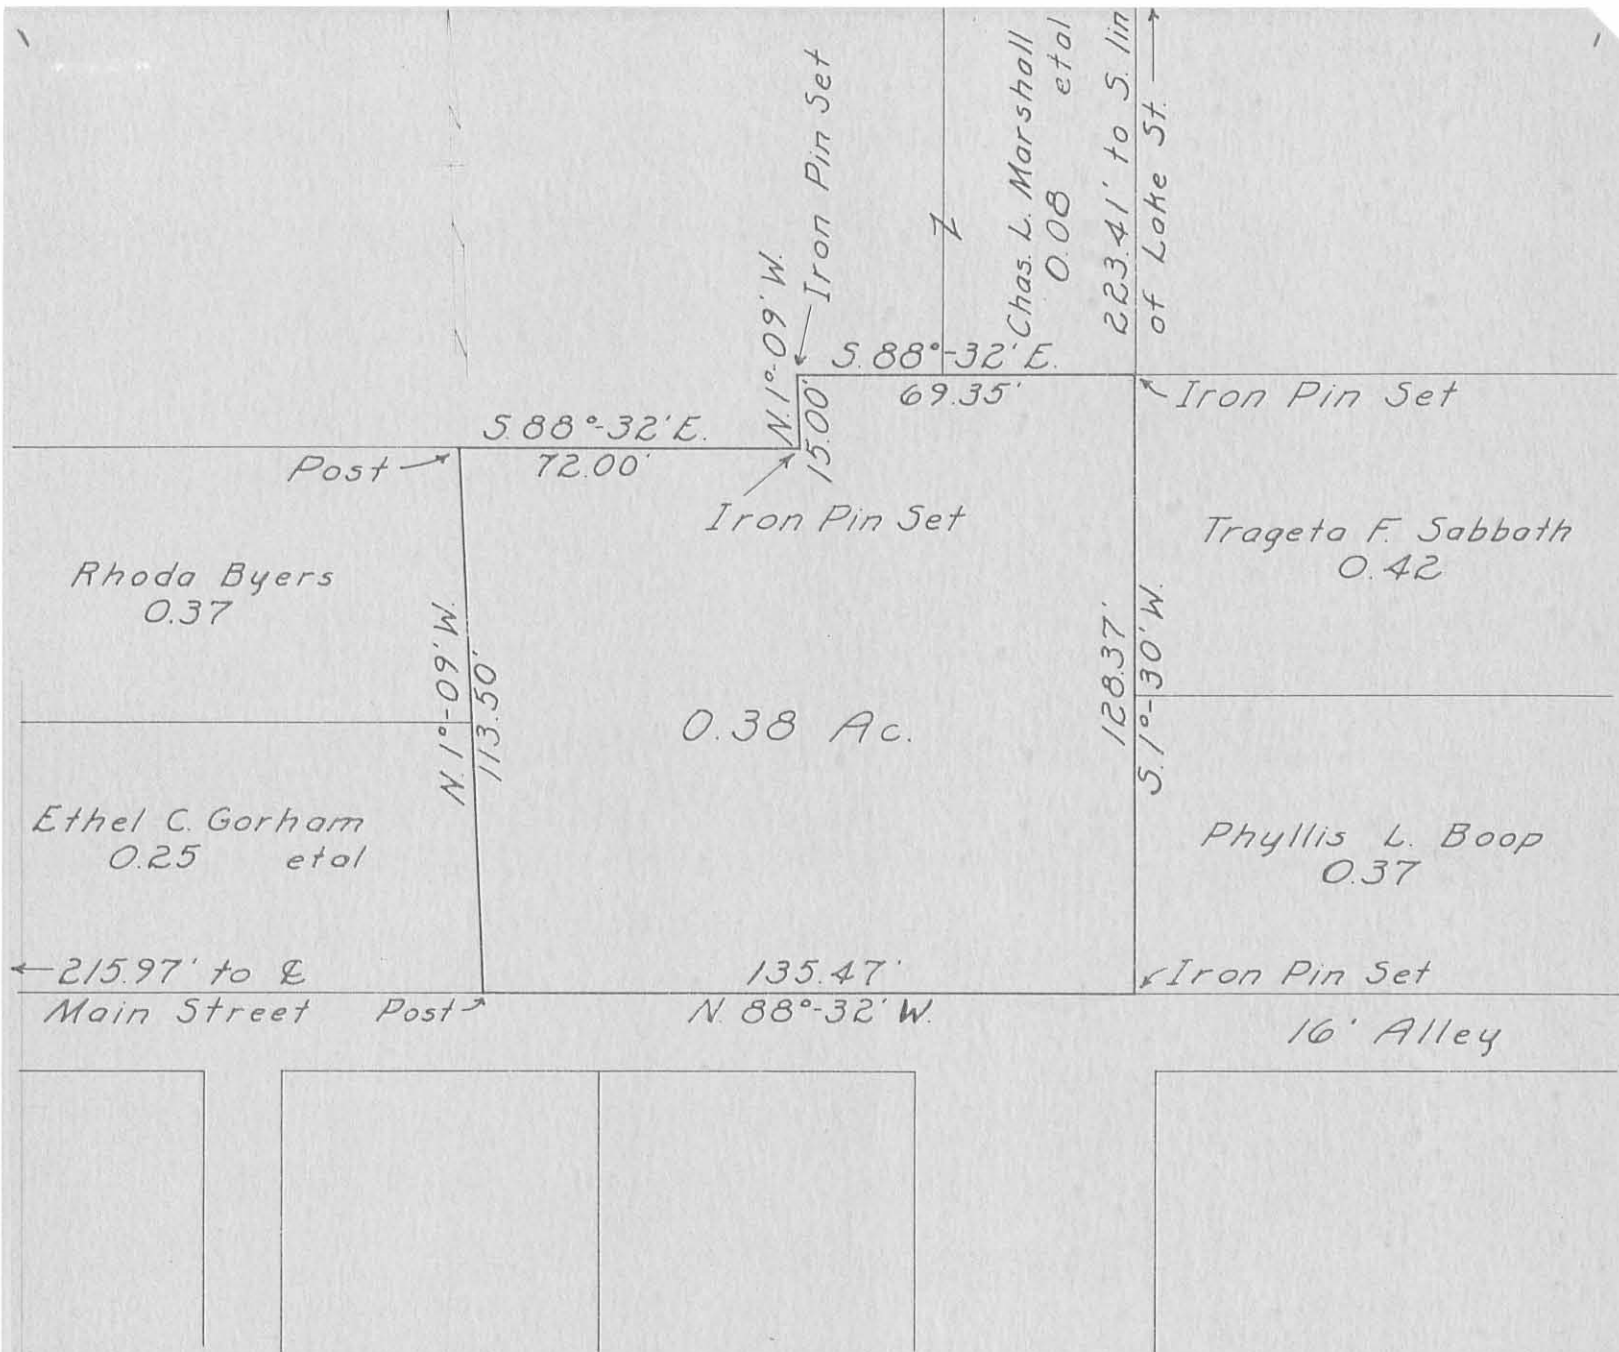 Chas. L. Marshall
0.08 etal
223.41' to S. lin
of Lake St.
Iron Pin Set
N. 1°-09' W.
15.00'
S. 88°-32' E.
69.35'
Iron Pin Set
S. 88°-32' E.
72.00'
Post
Iron Pin Set
Rhoda Byers
0.37
Trageta F. Sabbath
0.42
N. 1°-09' W.
113.50'
0.38 Ac.
128.37'
S. 1°-30' W.
Ethel C. Gorham
0.25 etal
Phyllis L. Boop
0.37
215.97' to ℄
Main Street
Post
135.47'
N. 88°-32' W.
Iron Pin Set
16' Alley